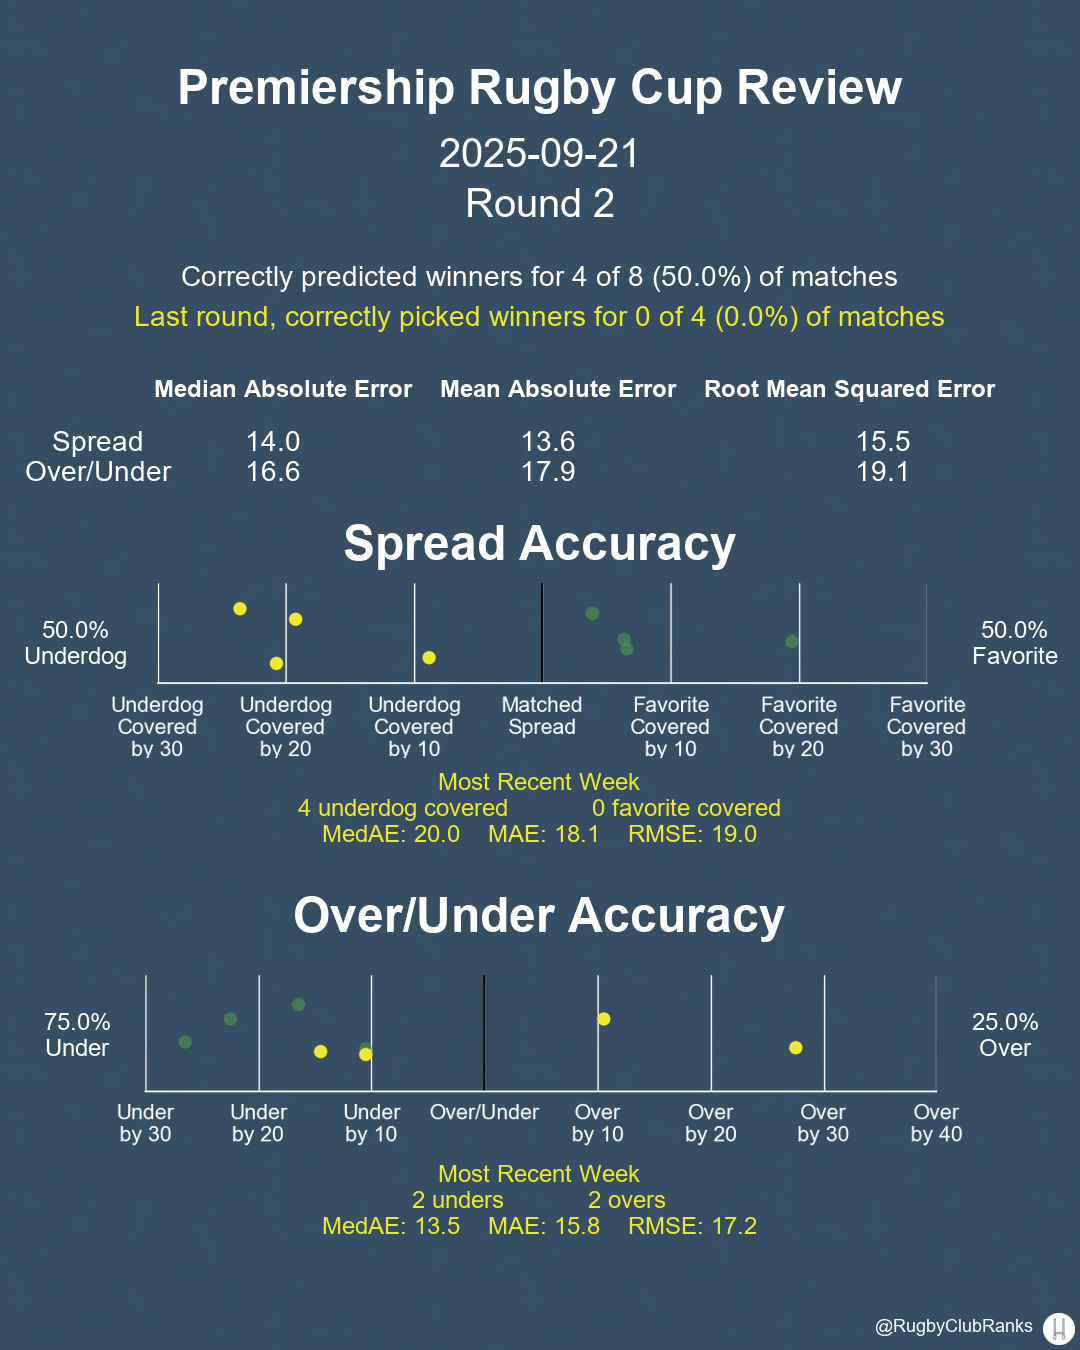 Premiership Rugby Cup Review
2025-09-21
Round 2
Correctly predicted winners for 4 of 8 (50.0%) of matches
Last round, correctly picked winners for 0 of 4 (0.0%) of matches
Median Absolute Error Mean Absolute Error Root Mean Squared Error
Spread 14.0 13.6 15.5
Over/Under 16.6 17.9 19.1
Spread Accuracy
50.0%
Underdog
50.0%
Favorite
Underdog Covered by 30
Underdog Covered by 20
Underdog Covered by 10
Matched Spread
Favorite Covered by 10
Favorite Covered by 20
Favorite Covered by 30
Most Recent Week
4 underdog covered 0 favorite covered
MedAE: 20.0 MAE: 18.1 RMSE: 19.0
Over/Under Accuracy
75.0%
Under
25.0%
Over
Under by 30
Under by 20
Under by 10
Over/Under
Over by 10
Over by 20
Over by 30
Over by 40
Most Recent Week
2 unders 2 overs
MedAE: 13.5 MAE: 15.8 RMSE: 17.2
@RugbyClubRanks